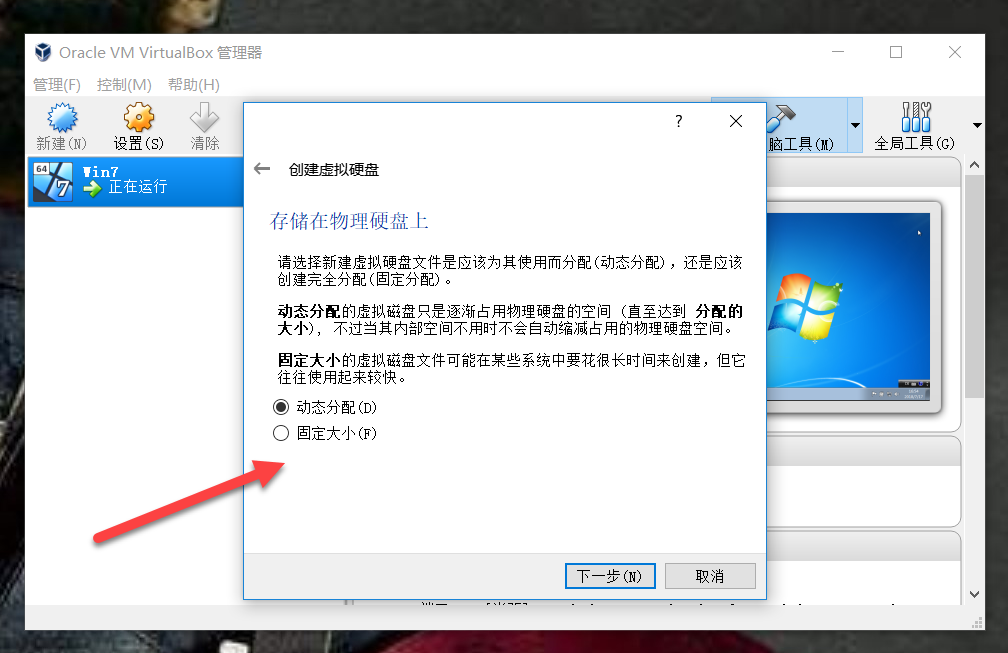 Oracle VM VirtualBox 管理器
管理(F) 控制(M) 帮助(H)
新建(N) 设置(S) 清除
脑工具(M) 全局工具(G)
64
7
Win7
正在运行
?
创建虚拟硬盘
存储在物理硬盘上
请选择新建虚拟硬盘文件是应该为其使用而分配(动态分配)，还是应该
创建完全分配(固定分配)。
动态分配的虚拟磁盘只是逐渐占用物理硬盘的空间 (直至达到 分配的
大小)，不过当其内部空间不用时不会自动缩减占用的物理硬盘空间。
固定大小的虚拟磁盘文件可能在某些系统中要花很长时间来创建，但它
往往使用起来较快。
动态分配(D)
固定大小(F)
下一步(N) 取消